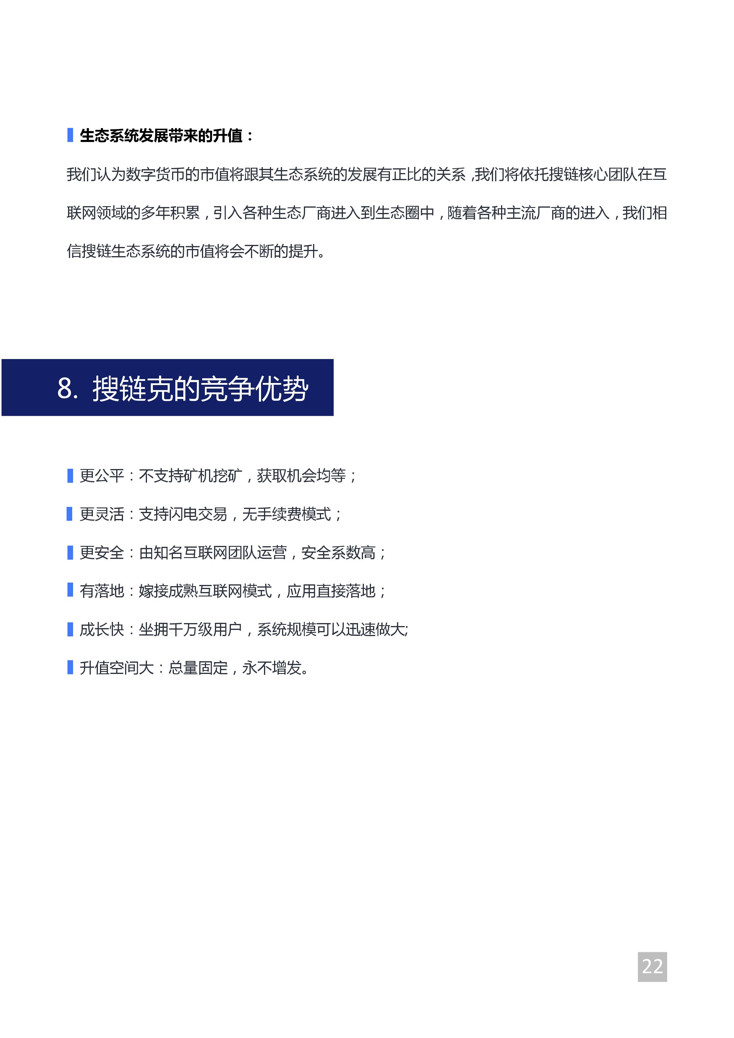 生态系统发展带来的升值：
我们认为数字货币的市值将跟其生态系统的发展有正比的关系，我们将依托搜链核心团队在互
联网领域的多年积累，引入各种生态厂商进入到生态圈中，随着各种主流厂商的进入，我们相
信搜链生态系统的市值将会不断的提升。
8. 搜链克的竞争优势
更公平：不支持矿机挖矿，获取机会均等；
更灵活：支持闪电交易，无手续费模式；
更安全：由知名互联网团队运营，安全系数高；
有落地：嫁接成熟互联网模式，应用直接落地；
成长快：坐拥千万级用户，系统规模可以迅速做大;
升值空间大：总量固定，永不增发。
22